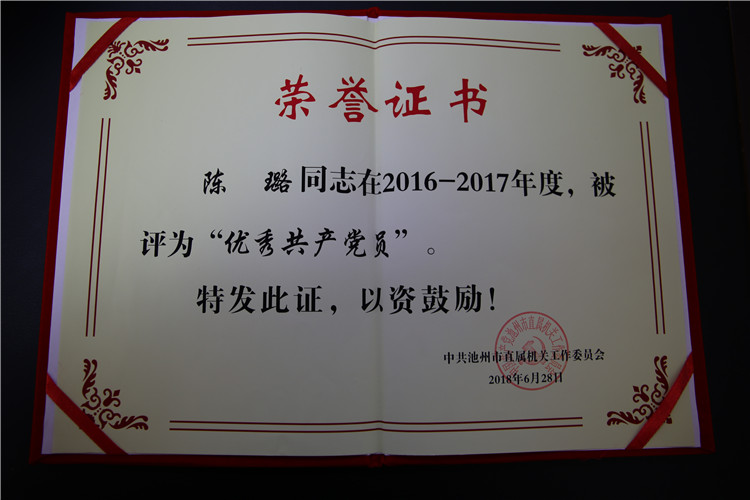 荣誉证书
陈 璐同志在2016-2017年度，被
评为“优秀共产党员”。
特发此证，以资鼓励！
中共池州市直属机关工作委员会
2018年6月28日